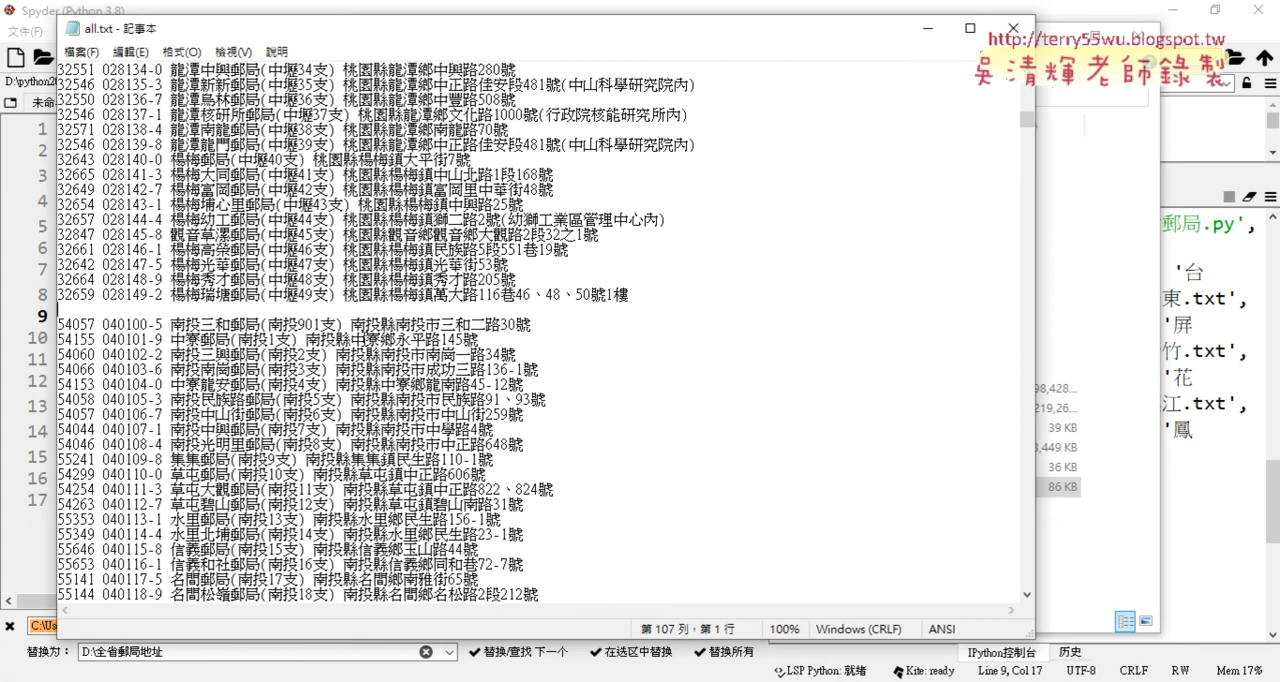 Spyder (Python 3.8)
all.txt - 記事本
文件(F)
檔案(F) 編輯(E) 格式(O) 檢視(V) 說明
http://terry55wu.blogspot.tw
吳清輝老師錄製
32551 028134-0 龍潭中興郵局(中壢34支) 桃園縣龍潭鄉中興路280號
32546 028135-3 龍潭新新郵局(中壢35支) 桃園縣龍潭鄉中正路佳安段481號(中山科學研究院內)
32550 028136-7 龍潭烏林郵局(中壢36支) 桃園縣龍潭鄉中豐路508號
32546 028137-1 龍潭核研所郵局(中壢37支) 桃園縣龍潭鄉文化路1000號(行政院核能研究所內)
32571 028138-4 龍潭南龍郵局(中壢38支) 桃園縣龍潭鄉南龍路70號
32546 028139-8 龍潭龍門郵局(中壢39支) 桃園縣龍潭鄉中正路佳安段481號(中山科學研究院內)
32643 028140-0 楊梅郵局(中壢40支) 桃園縣楊梅鎮大平街7號
32665 028141-3 楊梅大同郵局(中壢41支) 桃園縣楊梅鎮中山北路1段168號
32649 028142-7 楊梅富岡郵局(中壢42支) 桃園縣楊梅鎮富岡里中華街48號
32654 028143-1 楊梅埔心里郵局(中壢43支) 桃園縣楊梅鎮中興路25號
32657 028144-4 楊梅幼工郵局(中壢44支) 桃園縣楊梅鎮獅二路2號(幼獅工業區管理中心內)
32847 028145-8 觀音草漯郵局(中壢45支) 桃園縣觀音鄉觀音鄉大觀路2段32之1號
32661 028146-1 楊梅高榮郵局(中壢46支) 桃園縣楊梅鎮民族路5段551巷19號
32642 028147-5 楊梅光華郵局(中壢47支) 桃園縣楊梅鎮光華街53號
32664 028148-9 楊梅秀才郵局(中壢48支) 桃園縣楊梅鎮秀才路205號
32659 028149-2 楊梅瑞塘郵局(中壢49支) 桃園縣楊梅鎮萬大路116巷46、48、50號1樓
54057 040100-5 南投三和郵局(南投901支) 南投縣南投市三和二路30號
54155 040101-9 中寮郵局(南投1支) 南投縣中寮鄉永平路145號
54060 040102-2 南投三興郵局(南投2支) 南投縣南投市南崗一路34號
54066 040103-6 南投南崗郵局(南投3支) 南投縣南投市成功三路136-1號
54153 040104-0 中寮龍安郵局(南投4支) 南投縣中寮鄉龍南路45-12號
54058 040105-3 南投民族路郵局(南投5支) 南投縣南投市民族路91、93號
54057 040106-7 南投中山街郵局(南投6支) 南投縣南投市中山街259號
54044 040107-1 南投中興郵局(南投7支) 南投縣南投市中學路4號
54046 040108-4 南投光明里郵局(南投8支) 南投縣南投市中正路648號
55241 040109-8 集集郵局(南投9支) 南投縣集集鎮民生路110-1號
54299 040110-0 草屯郵局(南投10支) 南投縣草屯鎮中正路606號
54254 040111-3 草屯大觀郵局(南投11支) 南投縣草屯鎮中正路822、824號
54263 040112-7 草屯碧山郵局(南投12支) 南投縣草屯鎮碧山南路31號
55353 040113-1 水里郵局(南投13支) 南投縣水里鄉民生路156-1號
55349 040114-4 水里北埔郵局(南投14支) 南投縣水里鄉民生路23-1號
55646 040115-8 信義郵局(南投15支) 南投縣信義鄉玉山路44號
55653 040116-1 信義和社郵局(南投16支) 南投縣信義鄉同和巷72-7號
55141 040117-5 名間郵局(南投17支) 南投縣名間鄉南雅街65號
55144 040118-9 名間松嶺郵局(南投18支) 南投縣名間鄉名松路2段212號
第 107 列，第 1 行 100% Windows (CRLF) ANSI
D:\python2
未命
1
2
3
4
5
6
7
8
9
10
11
12
13
14
15
16
17
郵局.py',
'台
東.txt',
'屏
竹.txt',
'花
江.txt',
'鳳
98,428...
219,26...
39 KB
3,449 KB
36 KB
86 KB
C:\Us
替换为： D:\全省郵局地址 替换/查找 下一个 在选区中替换 替换所有
IPython控制台 历史
LSP Python: 就绪 Kite: ready Line 9, Col 17 UTF-8 CRLF RW Mem 17%